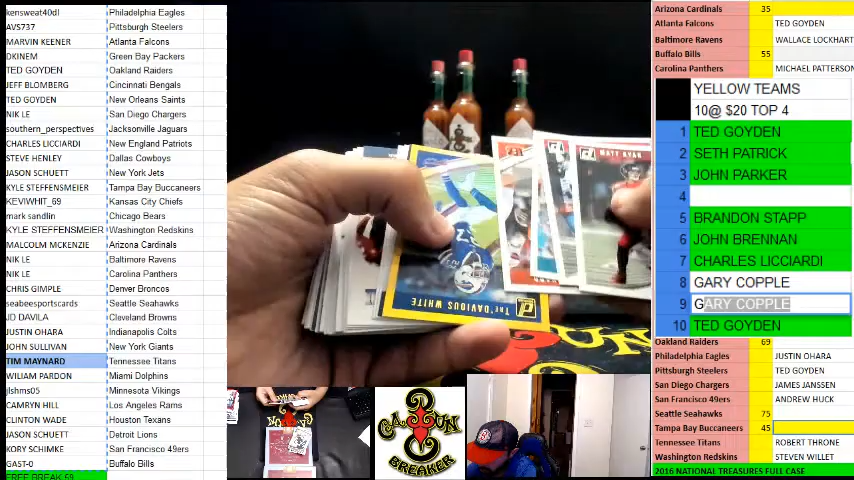 kensweat40dl Philadelphia Eagles
AVS737 Pittsburgh Steelers
MARVIN KEENER Atlanta Falcons
DKINEM Green Bay Packers
TED GOYDEN Oakland Raiders
JEFF BLOMDAHL Cincinnati Bengals
TED GOYDEN New Orleans Saints
NIK LE San Diego Chargers
southern_perspectives Jacksonville Jaguars
CHARLES LICCIARDI New England Patriots
STEVE HENLEY Dallas Cowboys
JASON SCHUETT New York Jets
KYLE STEFFENSMEIER Tampa Bay Buccaneers
KEVIWHIT_69 Kansas City Chiefs
mark sandlin Chicago Bears
KYLE STEFFENSMEIER Washington Redskins
MALCOLM MCKENZIE Arizona Cardinals
NIK LE Baltimore Ravens
NIK LE Carolina Panthers
CHRIS GIMPLE Denver Broncos
seabeesportscards Seattle Seahawks
JD DAVILA Cleveland Browns
JUSTIN OHARA Indianapolis Colts
JOHN SULLIVAN New York Giants
TIM MAYNARD Tennessee Titans
WILIAM PARDON Miami Dolphins
jlshms05 Minnesota Vikings
CAMRYN HILL Los Angeles Rams
CLINTON WADE Houston Texans
JASON SCHUETT Detroit Lions
KORY SCHIMKE San Francisco 49ers
GAST-0 Buffalo Bills
FREE BREAK 59
MATT RYAN
TRE'DAVIOUS WHITE
CAJUN
BREAKER
Arizona Cardinals 35
Atlanta Falcons TED GOYDEN
Baltimore Ravens WALLACE LOCKHART
Buffalo Bills 55
Carolina Panthers MICHAEL PATTERSON
YELLOW TEAMS
10@ $20 TOP 4
1 TED GOYDEN
2 SETH PATRICK
3 JOHN PARKER
4
5 BRANDON STAPP
6 JOHN BRENNAN
7 CHARLES LICCIARDI
8 GARY COPPLE
9 GARY COPPLE
10 TED GOYDEN
Oakland Raiders 69
Philadelphia Eagles JUSTIN OHARA
Pittsburgh Steelers TED GOYDEN
San Diego Chargers JAMES JANSSEN
San Francisco 49ers ANDREW HUCK
Seattle Seahawks 75
Tampa Bay Buccaneers 45
Tennessee Titans ROBERT THRONE
Washington Redskins STEVEN WILLET
2016 NATIONAL TREASURES FULL CASE